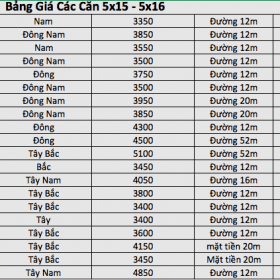 Bảng Giá Các Căn 5x15 - 5x16
Nam 3350 Đường 12m
Đông Nam 3850 Đường 12m
Nam 3550 Đường 12m
Đông Nam 3500 Đường 12m
Đông 3750 Đường 12m
Đông Nam 3500 Đường 12m
Đông Nam 3950 Đường 20m
Đông Nam 3850 Đường 20m
Đông 4300 Đường 12m
Đông 4500 Đường 52m
Tây Bắc 5100 Đường 52m
Bắc 3450 Đường 12m
Tây Nam 4050 Đường 16m
Tây Bắc 3800 Đường 12m
Tây Bắc 3400 Đường 12m
Tây 3400 Đường 12m
Tây Bắc 3600 Đường 12m
Tây Bắc 4150 mặt tiền 20m
Tây Bắc 3450 Mặt tiền 20m
Tây Nam 4850 Đường 12m